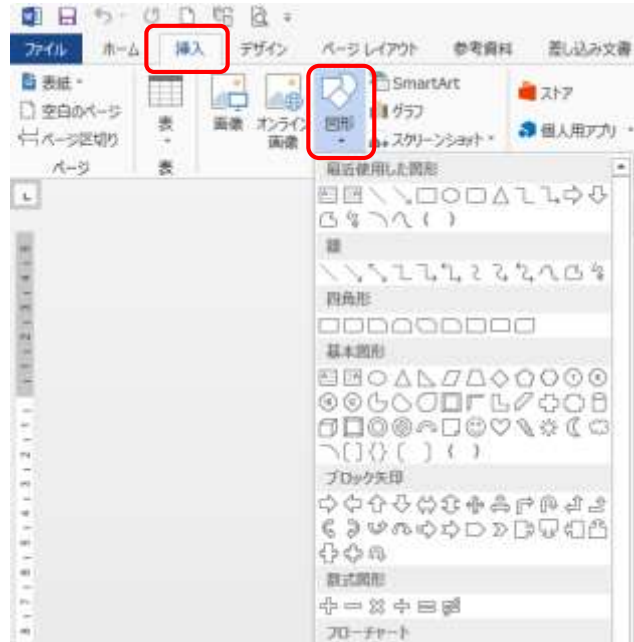 ファイル ホーム 挿入 デザイン ページ レイアウト 参考資料 差し込み文書
表紙
空白のページ
ページ区切り
ページ
表
表
画像
オンライン
画像
図形
SmartArt
グラフ
スクリーンショット
ストア
個人用アプリ
最近使用した図形
線
四角形
基本図形
ブロック矢印
数式図形
フローチャート